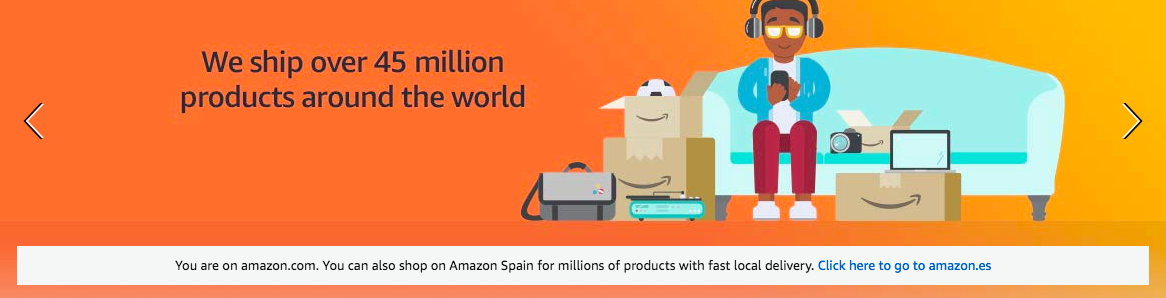 We ship over 45 million
products around the world
You are on amazon.com. You can also shop on Amazon Spain for millions of products with fast local delivery. Click here to go to amazon.es